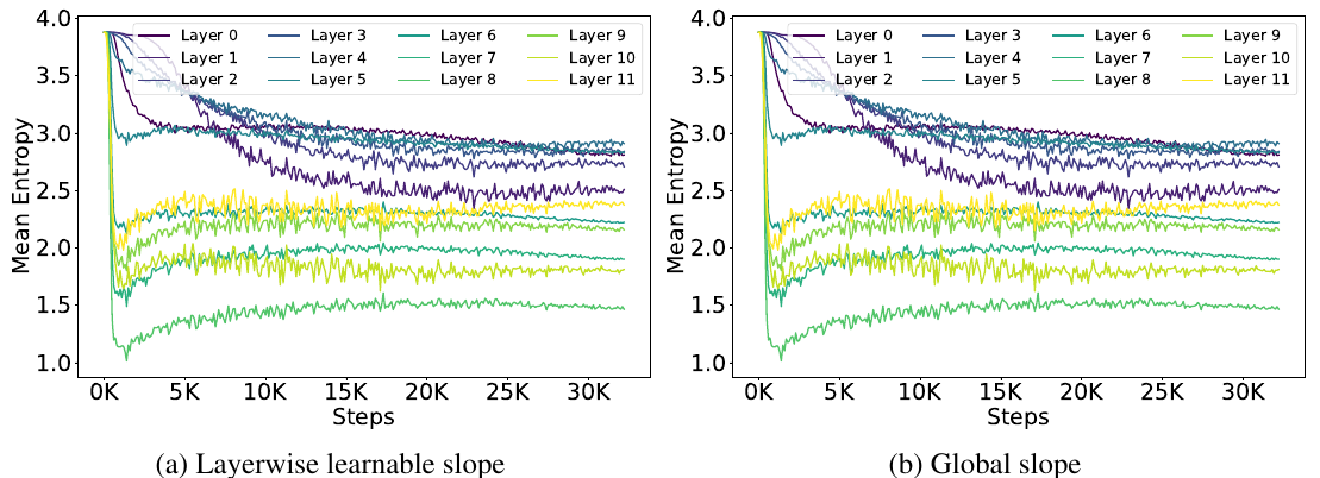 4.0
3.5
3.0
2.5
2.0
1.5
1.0
Mean Entropy
Layer 0 Layer 3 Layer 6 Layer 9
Layer 1 Layer 4 Layer 7 Layer 10
Layer 2 Layer 5 Layer 8 Layer 11
0K 5K 10K 15K 20K 25K 30K
Steps
(a) Layerwise learnable slope
4.0
3.5
3.0
2.5
2.0
1.5
1.0
Mean Entropy
Layer 0 Layer 3 Layer 6 Layer 9
Layer 1 Layer 4 Layer 7 Layer 10
Layer 2 Layer 5 Layer 8 Layer 11
0K 5K 10K 15K 20K 25K 30K
Steps
(b) Global slope